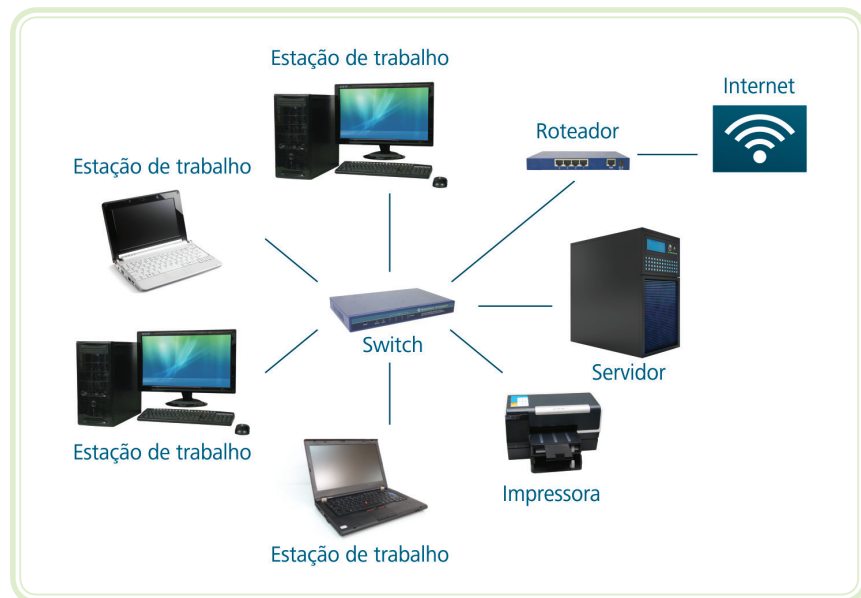 Estação de trabalho
Internet
Roteador
Estação de trabalho
Switch
Servidor
Estação de trabalho
Impressora
Estação de trabalho